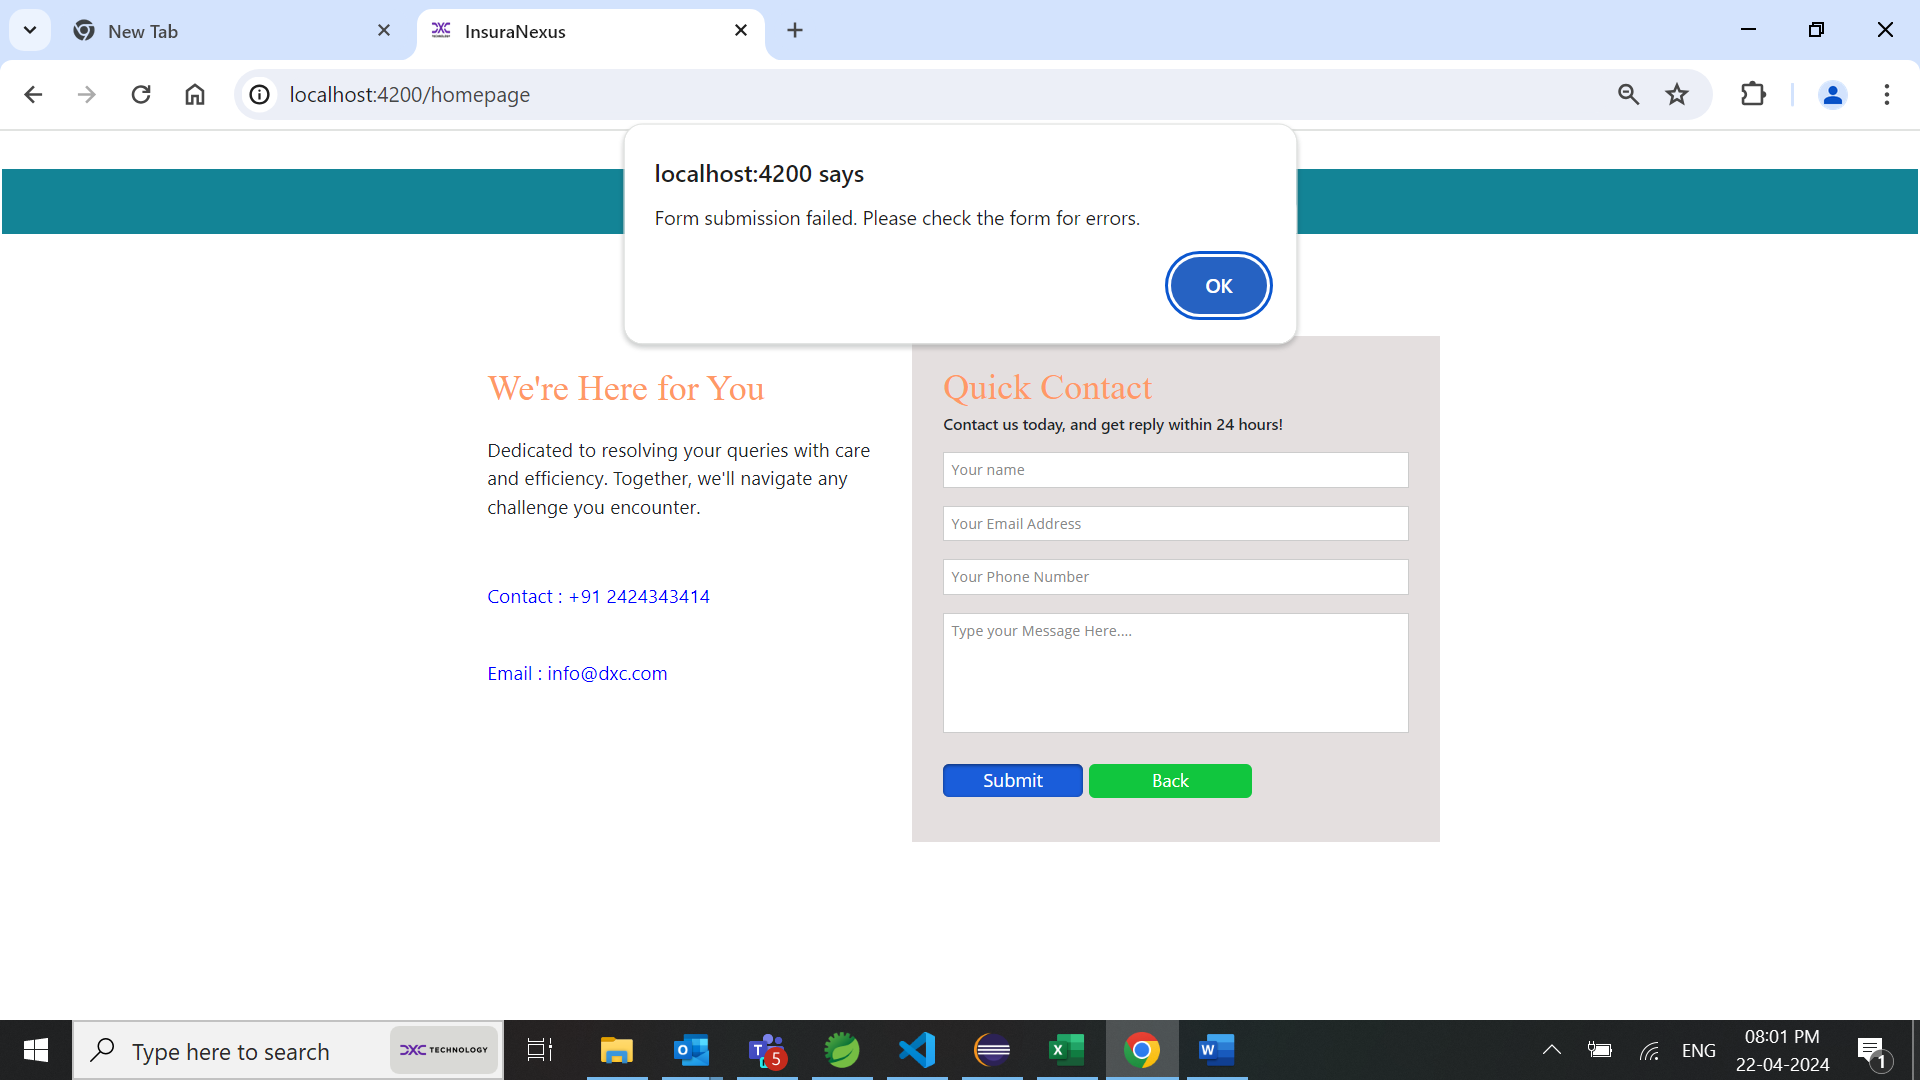 New Tab
InsuraNexus
localhost:4200/homepage
localhost:4200 says
Form submission failed. Please check the form for errors.
OK
We're Here for You
Dedicated to resolving your queries with care
and efficiency. Together, we'll navigate any
challenge you encounter.
Contact : +91 2424343414
Email : info@dxc.com
Quick Contact
Contact us today, and get reply within 24 hours!
Your name
Your Email Address
Your Phone Number
Type your Message Here....
Submit
Back
Type here to search
DXC TECHNOLOGY
5
ENG
08:01 PM
22-04-2024
1